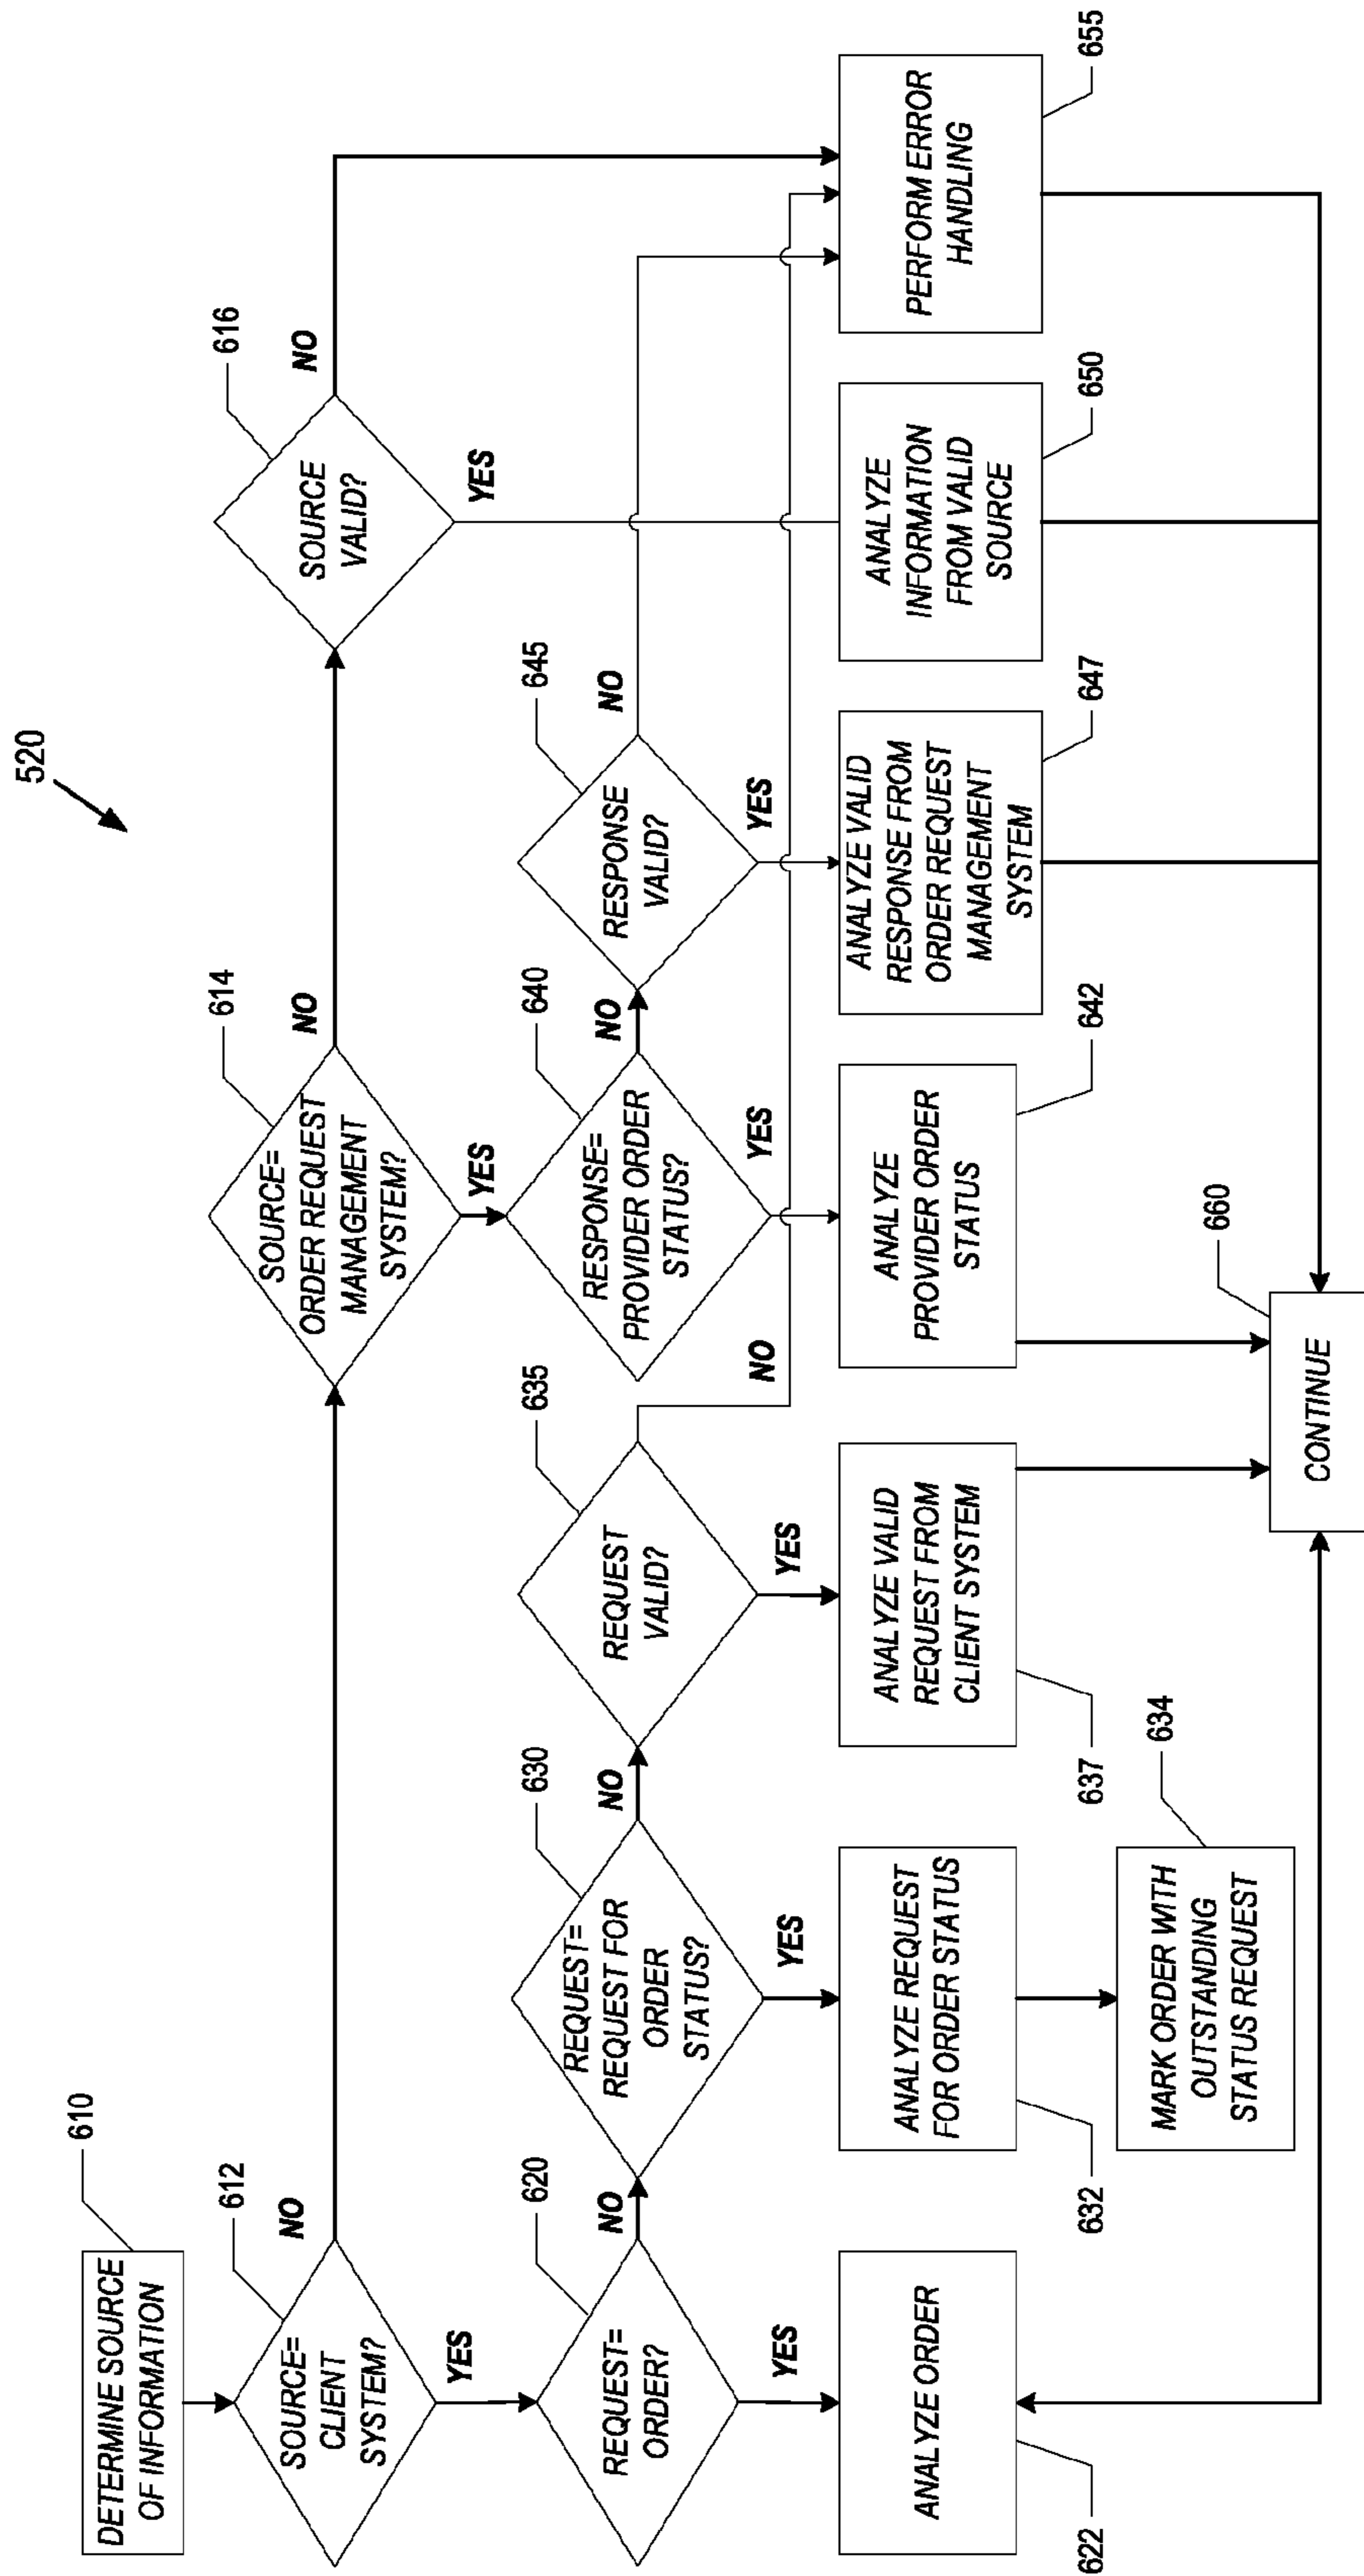 520
610
DETERMINE SOURCE
OF INFORMATION
612
SOURCE=
CLIENT
SYSTEM?
NO
YES
614
SOURCE=
ORDER REQUEST
MANAGEMENT
SYSTEM?
NO
YES
616
SOURCE
VALID?
NO
YES
620
REQUEST=
ORDER?
NO
YES
630
REQUEST=
REQUEST FOR
ORDER
STATUS?
NO
YES
635
REQUEST
VALID?
NO
YES
640
RESPONSE=
PROVIDER ORDER
STATUS?
NO
YES
645
RESPONSE
VALID?
NO
YES
ANALYZE ORDER
622
ANALYZE REQUEST
FOR ORDER STATUS
632
MARK ORDER WITH
OUTSTANDING
STATUS REQUEST
634
ANALYZE VALID
REQUEST FROM
CLIENT SYSTEM
637
ANALYZE
PROVIDER ORDER
STATUS
642
ANALYZE VALID
RESPONSE FROM
ORDER REQUEST
MANAGEMENT
SYSTEM
647
ANALYZE
INFORMATION
FROM VALID
SOURCE
650
PERFORM ERROR
HANDLING
655
660
CONTINUE